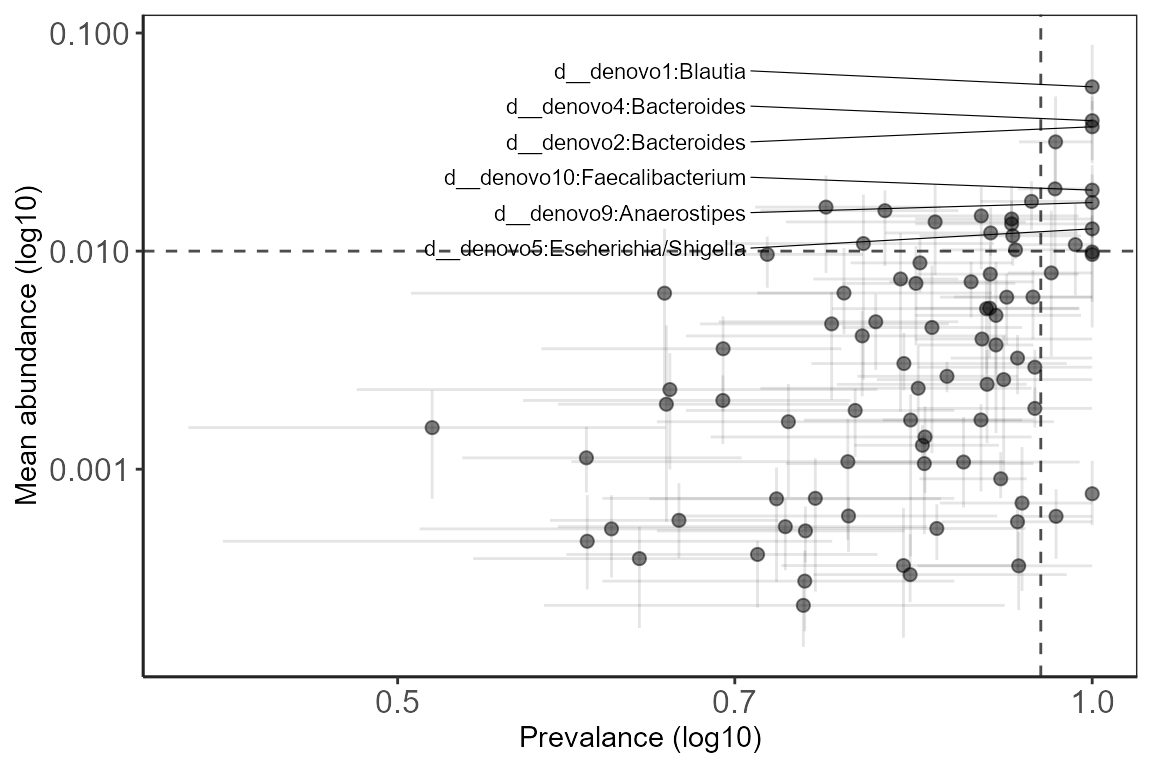 0.100
d__denovo1:Blautia
d__denovo4:Bacteroides
d__denovo2:Bacteroides
d__denovo10:Faecalibacterium
d__denovo9:Anaerostipes
d__denovo5:Escherichia/Shigella
0.010
0.001
Mean abundance (log10)
0.5
0.7
1.0
Prevalance (log10)